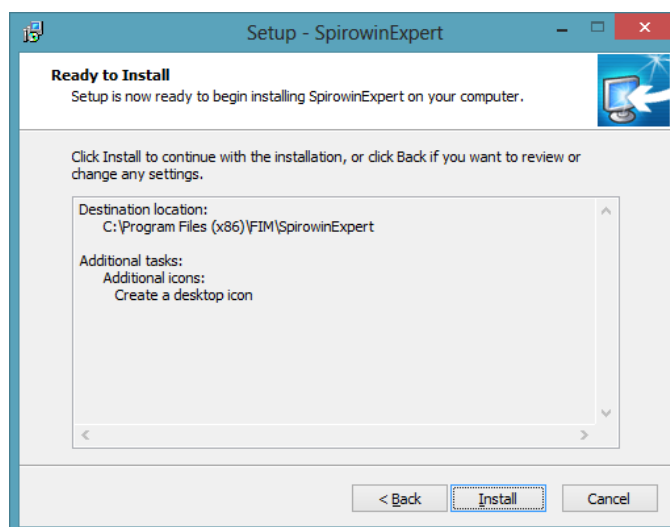 Setup - SpirowinExpert
Ready to Install
Setup is now ready to begin installing SpirowinExpert on your computer.
Click Install to continue with the installation, or click Back if you want to review or
change any settings.
Destination location:
C:\Program Files (x86)\FIM\SpirowinExpert
Additional tasks:
Additional icons:
Create a desktop icon
< Back
Install
Cancel